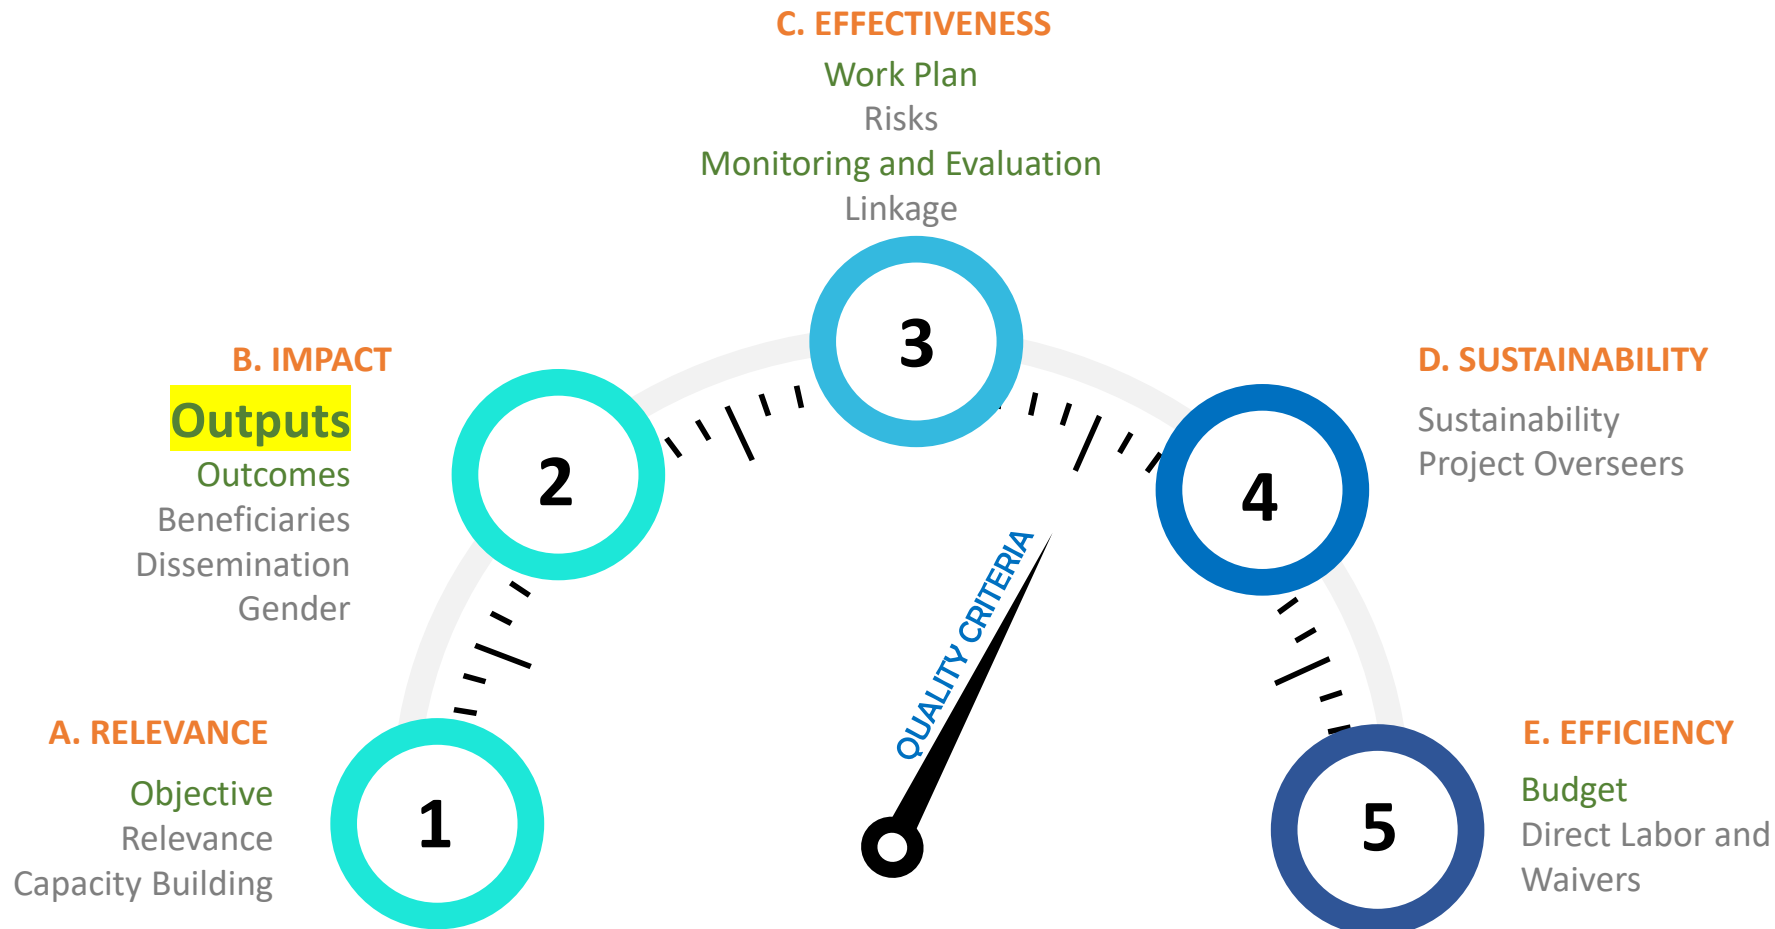 C. EFFECTIVENESS
Work Plan
Risks
Monitoring and Evaluation
Linkage
3
B. IMPACT
Outputs
Outcomes
Beneficiaries
Dissemination
Gender
2
D. SUSTAINABILITY
Sustainability
Project Overseers
4
QUALITY CRITERIA
A. RELEVANCE
Objective
Relevance
Capacity Building
1
E. EFFICIENCY
Budget
Direct Labor and
Waivers
5